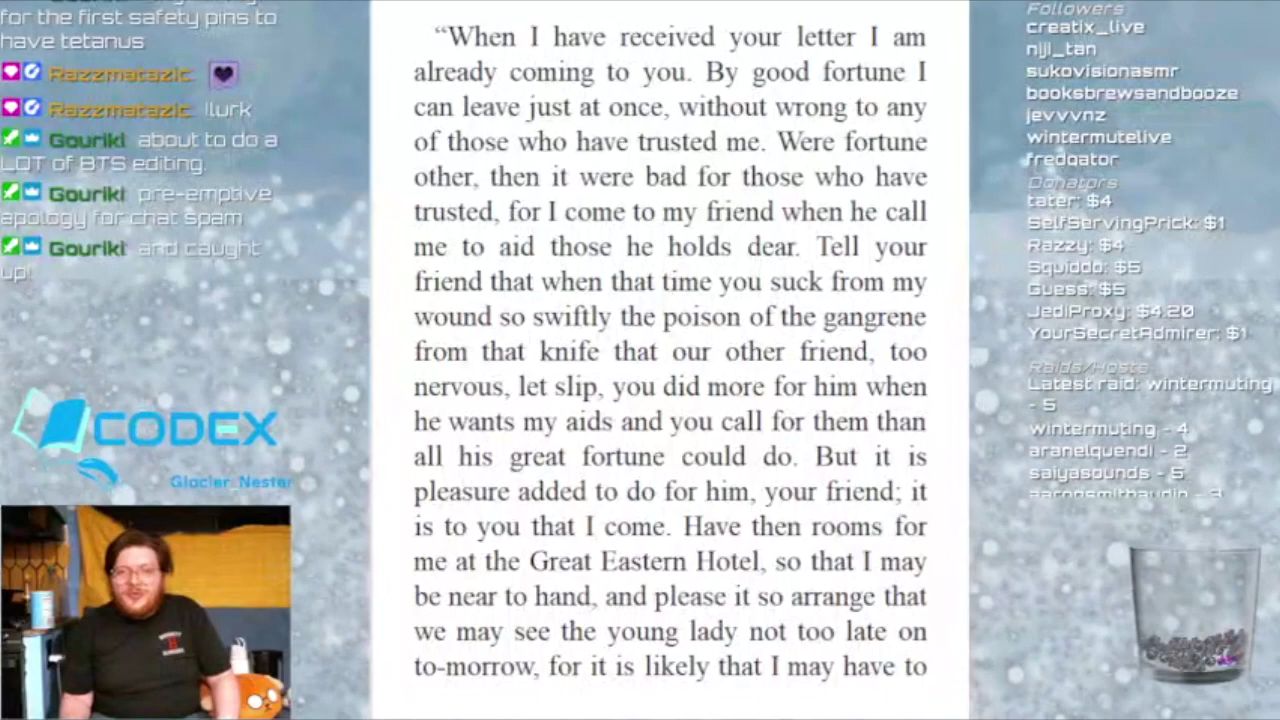 for the first safety pins to
have tetanus
Razzmatazic
Razzmatazic !lurk
Gouriki about to do a
LOT of BTS editing.
Gouriki pre-emptive
apology for chat spam
Gouriki and caught
up!
CODEX
Glacier_Nester
“When I have received your letter I am
already coming to you. By good fortune I
can leave just at once, without wrong to any
of those who have trusted me. Were fortune
other, then it were bad for those who have
trusted, for I come to my friend when he call
me to aid those he holds dear. Tell your
friend that when that time you suck from my
wound so swiftly the poison of the gangrene
from that knife that our other friend, too
nervous, let slip, you did more for him when
he wants my aids and you call for them than
all his great fortune could do. But it is
pleasure added to do for him, your friend; it
is to you that I come. Have then rooms for
me at the Great Eastern Hotel, so that I may
be near to hand, and please it so arrange that
we may see the young lady not too late on
to-morrow, for it is likely that I may have to
Followers
creatix_live
niji_tan
sukovisionasmr
booksbrewsandbooze
jevvvnz
wintermutelive
fredgator
Donators
tater: $4
SelfServingPrick: $1
Razzy: $4
Squiddo: $5
Guess: $5
JediProxy: $4.20
YourSecretAdmirer: $1
Raids/Hosts
Latest raid: wintermuting
- 5
wintermuting - 4
aranelquendi - 2
saiyasounds - 5